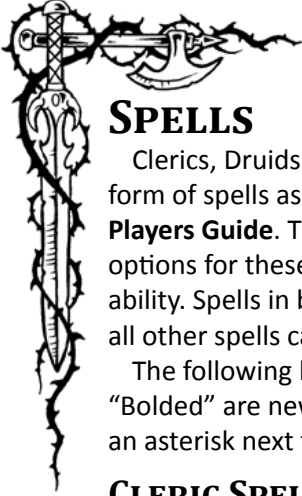 SPELLS
Clerics, Druids
form of spells as
Players Guide. T
options for these
ability. Spells in b
all other spells ca
The following l
"Bolded" are new
an asterisk next t
CLERIC SPEL